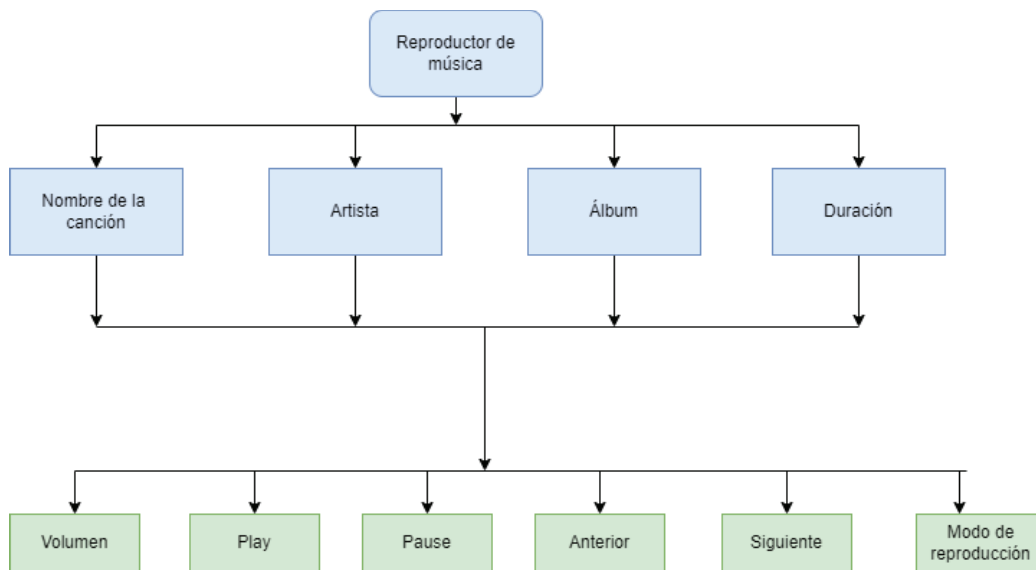 Reproductor de
música
Nombre de la
canción
Artista
Álbum
Duración
Volumen
Play
Pause
Anterior
Siguiente
Modo de
reproducción